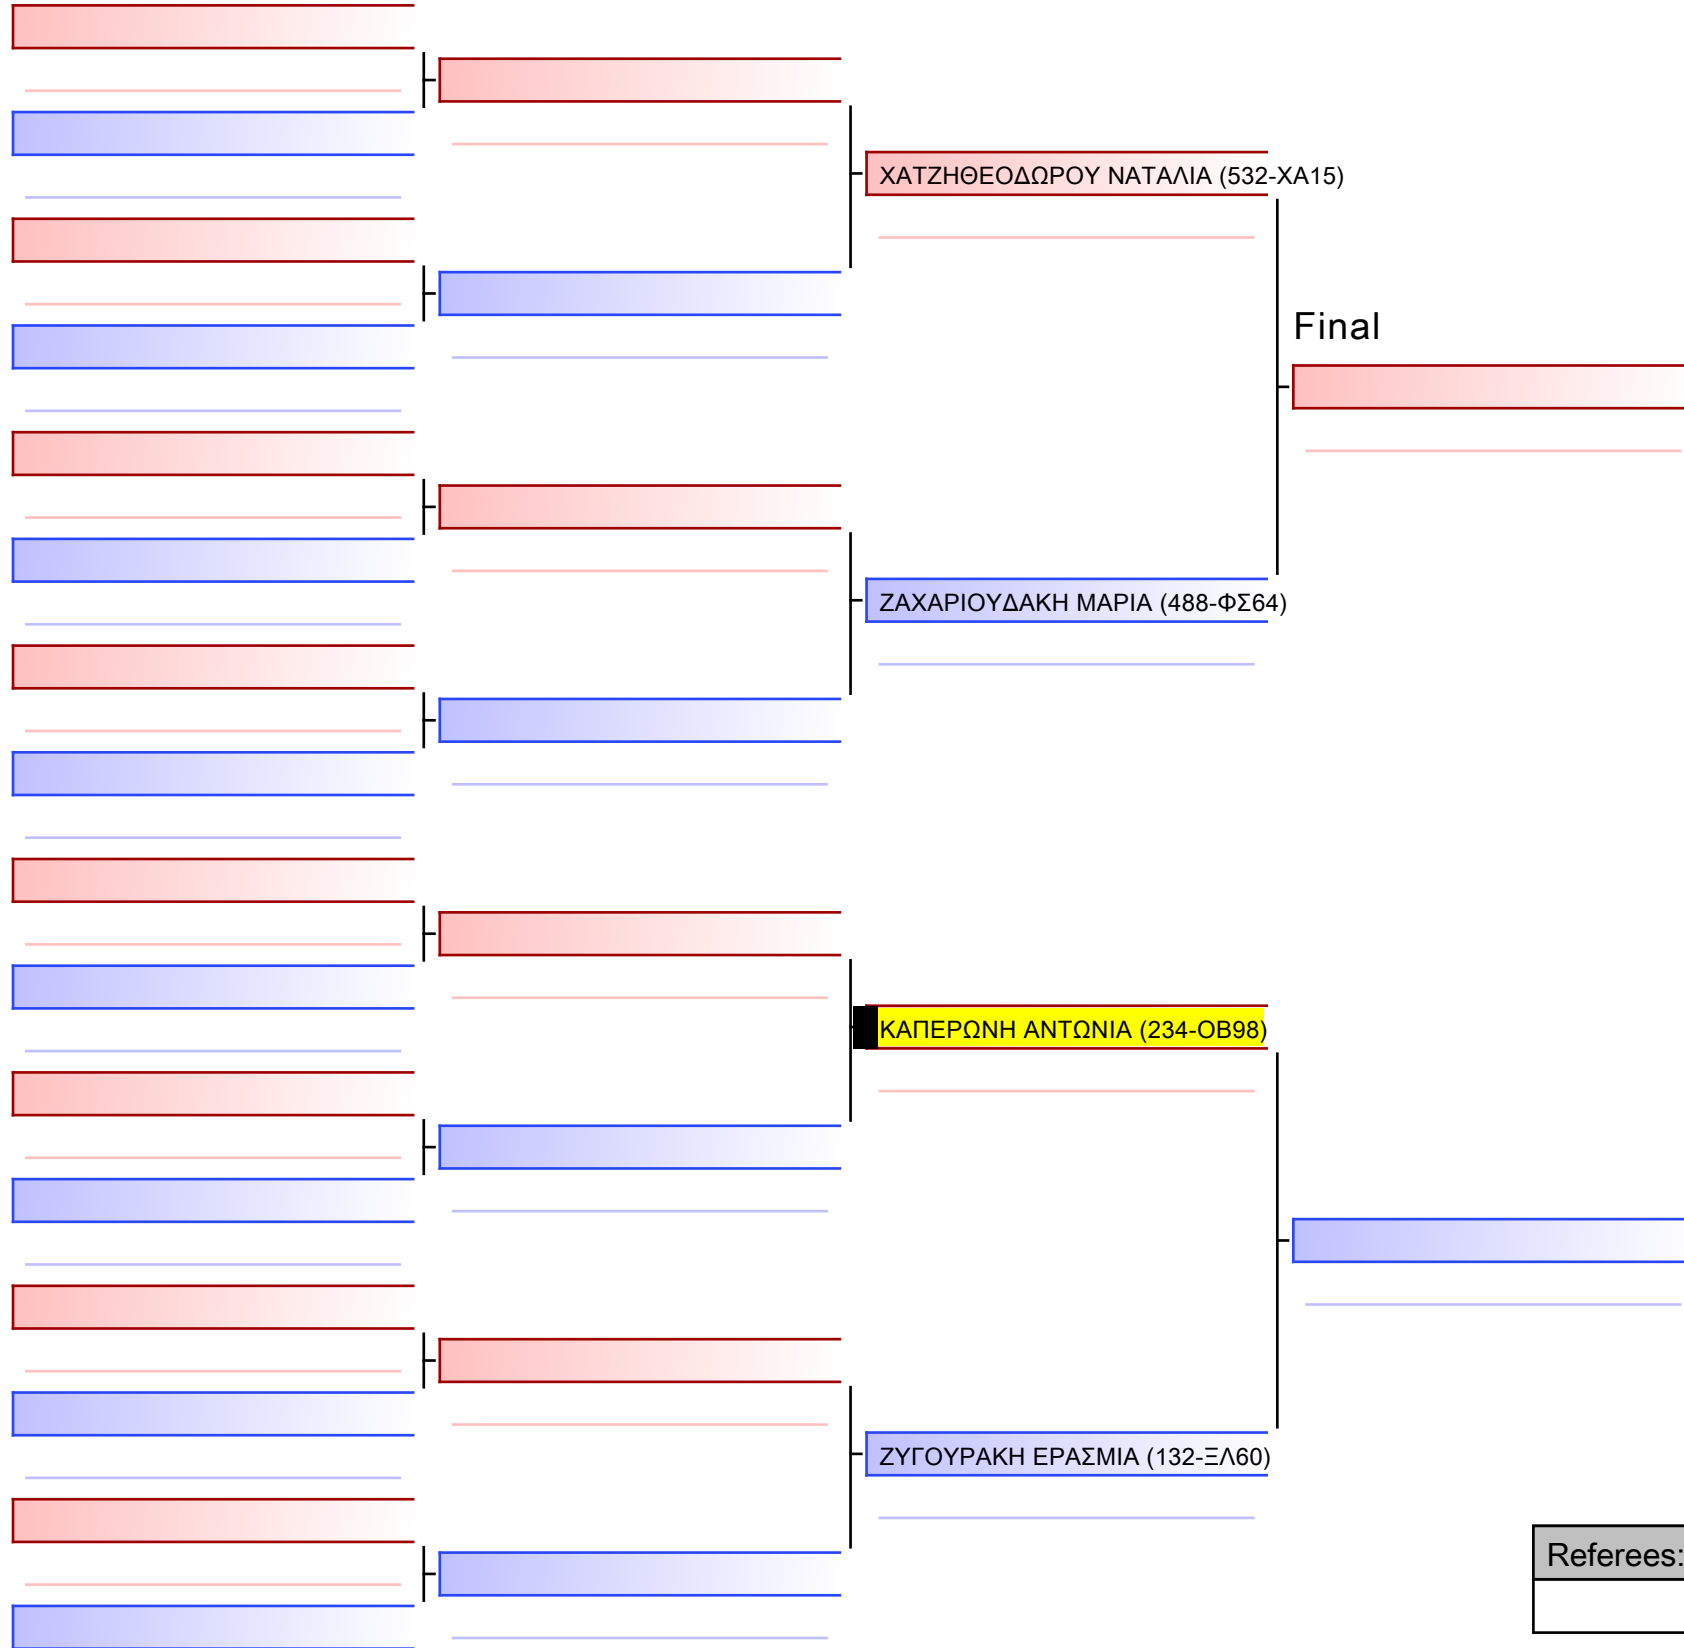 ΧΑΤΖΗΘΕΟΔΩΡΟΥ ΝΑΤΑΛΙΑ (532-ΧΑ15)
Final
ΖΑΧΑΡΙΟΥΔΑΚΗ ΜΑΡΙΑ (488-ΦΣ64)
ΚΑΠΕΡΩΝΗ ΑΝΤΩΝΙΑ (234-ΟΒ98)
ΖΥΓΟΥΡΑΚΗ ΕΡΑΣΜΙΑ (132-ΞΛ60)
Referees: